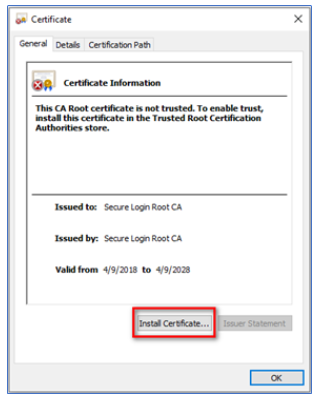 Certificate
General Details Certification Path
Certificate Information
This CA Root certificate is not trusted. To enable trust,
install this certificate in the Trusted Root Certification
Authorities store.
Issued to: Secure Login Root CA
Issued by: Secure Login Root CA
Valid from 4/9/2018 to 4/9/2028
Install Certificate... Issuer Statement
OK